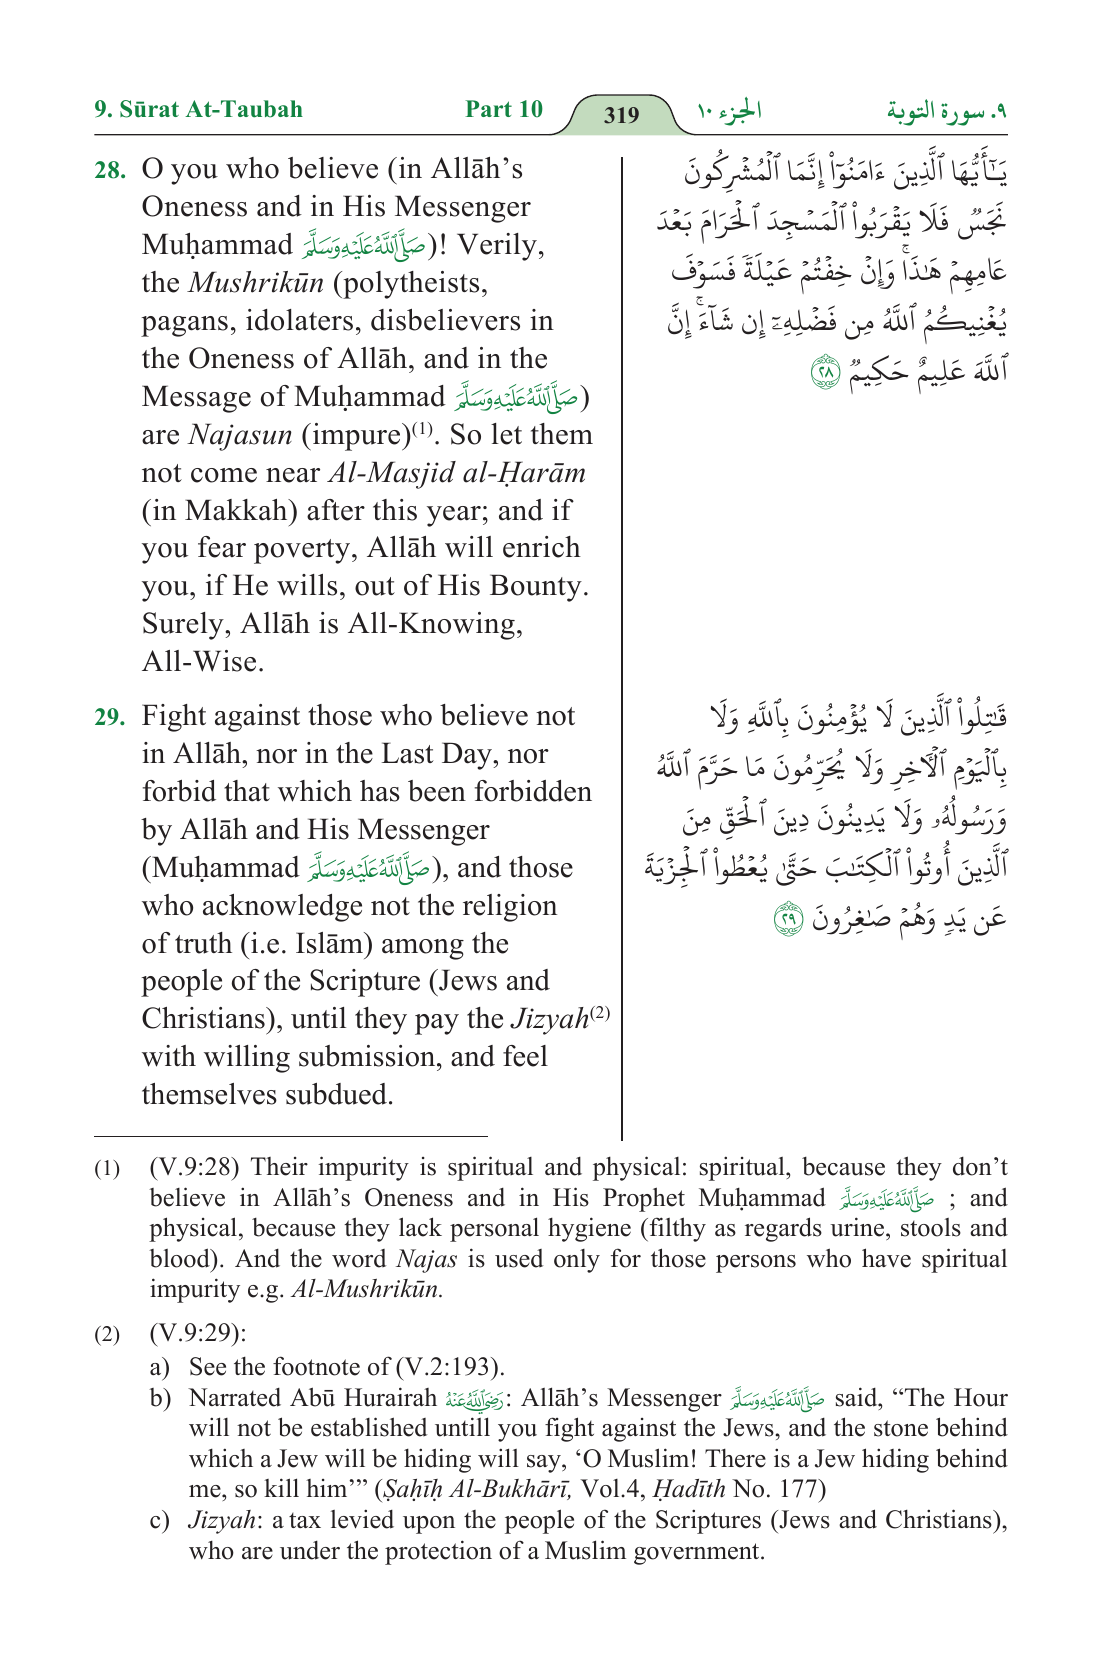 9. Sūrat At-Taubah Part 10 319 الجزء ١٠ ٩. سورة التوبة
28. O you who believe (in Allāh’s
Oneness and in His Messenger
Muḥammad ﷺ)! Verily,
the Mushrikūn (polytheists,
pagans, idolaters, disbelievers in
the Oneness of Allāh, and in the
Message of Muḥammad ﷺ)
are Najasun (impure)(1). So let them
not come near Al-Masjid al-Ḥarām
(in Makkah) after this year; and if
you fear poverty, Allāh will enrich
you, if He wills, out of His Bounty.
Surely, Allāh is All-Knowing,
All-Wise.
يَـٰٓأَيُّهَا ٱلَّذِينَ ءَامَنُوٓا۟ إِنَّمَا ٱلْمُشْرِكُونَ
نَجَسٌ فَلَا يَقْرَبُوا۟ ٱلْمَسْجِدَ ٱلْحَرَامَ بَعْدَ
عَامِهِمْ هَـٰذَا ۚ وَإِنْ خِفْتُمْ عَيْلَةً فَسَوْفَ
يُغْنِيكُمُ ٱللَّهُ مِن فَضْلِهِۦٓ إِن شَآءَ ۚ إِنَّ
ٱللَّهَ عَلِيمٌ حَكِيمٌ ٢٨
29. Fight against those who believe not
in Allāh, nor in the Last Day, nor
forbid that which has been forbidden
by Allāh and His Messenger
(Muḥammad ﷺ), and those
who acknowledge not the religion
of truth (i.e. Islām) among the
people of the Scripture (Jews and
Christians), until they pay the Jizyah(2)
with willing submission, and feel
themselves subdued.
قَـٰتِلُوا۟ ٱلَّذِينَ لَا يُؤْمِنُونَ بِٱللَّهِ وَلَا
بِٱلْيَوْمِ ٱلْـَٔاخِرِ وَلَا يُحَرِّمُونَ مَا حَرَّمَ ٱللَّهُ
وَرَسُولُهُۥ وَلَا يَدِينُونَ دِينَ ٱلْحَقِّ مِنَ
ٱلَّذِينَ أُوتُوا۟ ٱلْكِتَـٰبَ حَتَّىٰ يُعْطُوا۟ ٱلْجِزْيَةَ
عَن يَدٍ وَهُمْ صَـٰغِرُونَ ٢٩
(1) (V.9:28) Their impurity is spiritual and physical: spiritual, because they don’t
believe in Allāh’s Oneness and in His Prophet Muḥammad ﷺ ; and
physical, because they lack personal hygiene (filthy as regards urine, stools and
blood). And the word Najas is used only for those persons who have spiritual
impurity e.g. Al-Mushrikūn.
(2) (V.9:29):
a) See the footnote of (V.2:193).
b) Narrated Abū Hurairah رضي الله عنه: Allāh’s Messenger ﷺ said, “The Hour
will not be established untill you fight against the Jews, and the stone behind
which a Jew will be hiding will say, ‘O Muslim! There is a Jew hiding behind
me, so kill him’” (Ṣaḥīḥ Al-Bukhārī, Vol.4, Ḥadīth No. 177)
c) Jizyah: a tax levied upon the people of the Scriptures (Jews and Christians),
who are under the protection of a Muslim government.